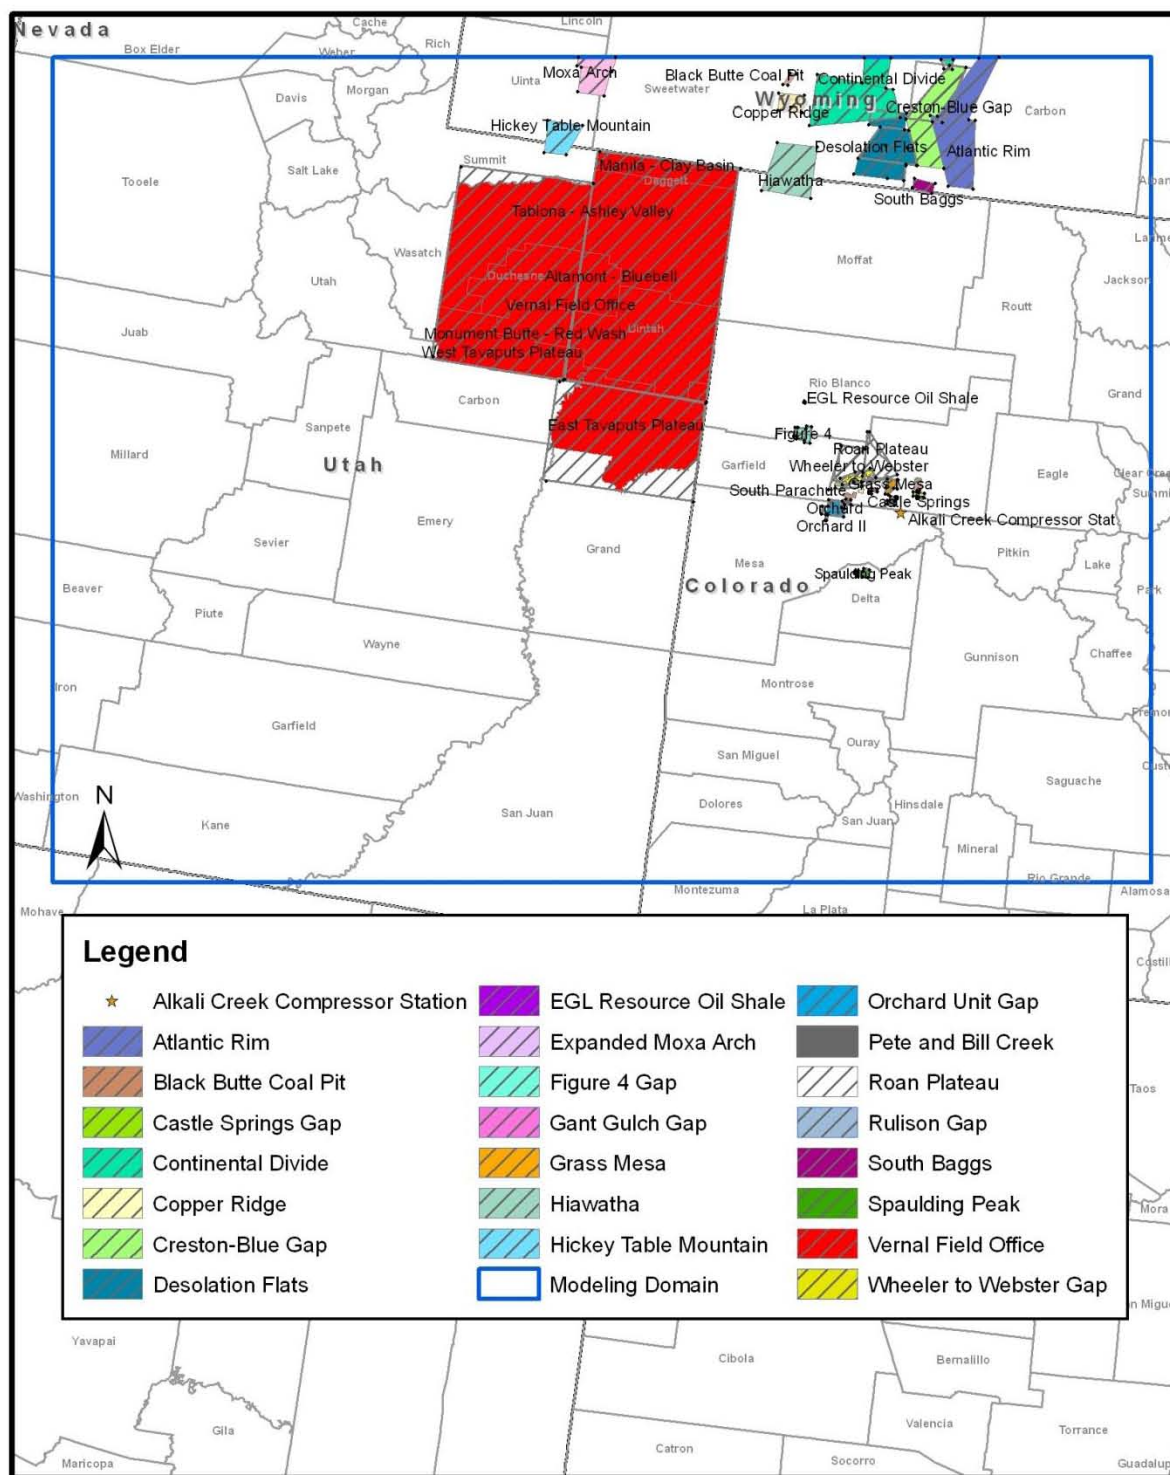 Nevada
Cache
Lincoln
Box Elder
Weber
Rich
Uinta
Moxa Arch
Sweetwater
Black Butte Coal Pit
Continental Divide
Wyoming
Davis
Morgan
Copper Ridge
Creston-Blue Gap
Carbon
Hickey Table Mountain
Desolation Flats
Atlantic Rim
Tooele
Salt Lake
Summit
Manila - Clay Basin
Daggett
Hiawatha
South Baggs
Tabiona - Ashley Valley
Wasatch
Moffat
Utah
Duchesne
Altamont - Bluebell
Jackson
Vernal Field Office
Routt
Juab
Monument Butte - Red Wash
Uintah
West Tavaputs Plateau
Rio Blanco
Grand
Carbon
EGL Resource Oil Shale
Sanpete
East Tavaputs Plateau
Figure 4
Millard
Roan Plateau
Utah
Garfield
Wheeler to Webster
Eagle
South Parachute
Grass Mesa
Castle Springs
Orchard
Emery
Orchard II
Alkali Creek Compressor Stat
Sevier
Grand
Pitkin
Mesa
Lake
Beaver
Spaulding Peak
Colorado
Park
Piute
Delta
Wayne
Gunnison
Chaffee
Iron
Montrose
Garfield
Ouray
San Miguel
Saguache
Washington
N
San Juan
Dolores
Hinsdale
San Juan
Kane
Mineral
Rio Grande
Montezuma
Alamosa
Mohave
La Plata
Legend
Alkali Creek Compressor Station
Atlantic Rim
Black Butte Coal Pit
Castle Springs Gap
Continental Divide
Copper Ridge
Creston-Blue Gap
Desolation Flats
EGL Resource Oil Shale
Expanded Moxa Arch
Figure 4 Gap
Gant Gulch Gap
Grass Mesa
Hiawatha
Hickey Table Mountain
Modeling Domain
Orchard Unit Gap
Pete and Bill Creek
Roan Plateau
Rulison Gap
South Baggs
Spaulding Peak
Vernal Field Office
Wheeler to Webster Gap
Costill
Taos
Mora
n Migu
Yavapai
Cibola
Bernalillo
Gila
Valencia
Torrance
Catron
Socorro
Maricopa
Guadalup